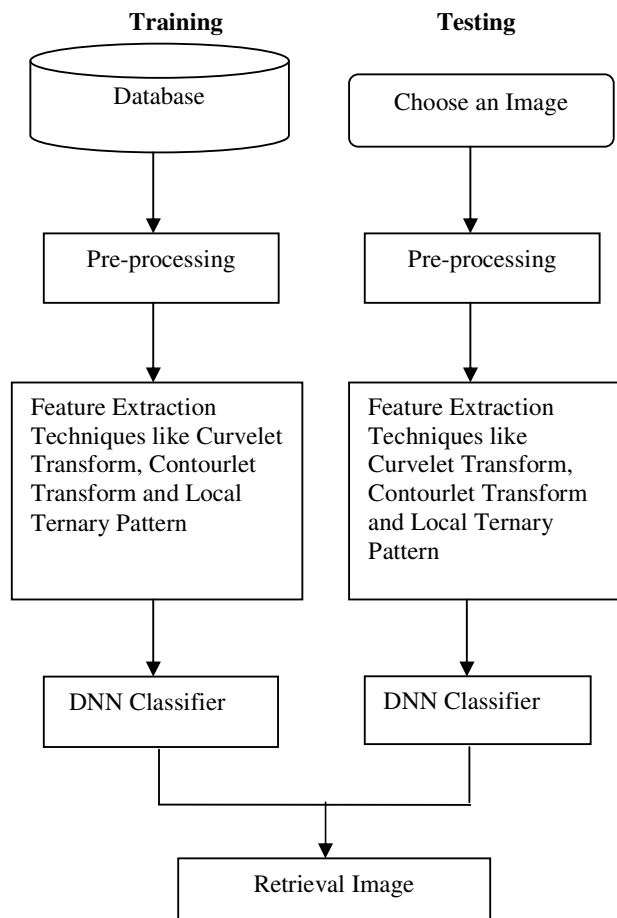 Training
Testing
Database
Choose an Image
Pre-processing
Pre-processing
Feature Extraction
Techniques like Curvelet
Transform, Contourlet
Transform and Local
Ternary Pattern
Feature Extraction
Techniques like
Curvelet Transform,
Contourlet Transform
and Local Ternary
Pattern
DNN Classifier
DNN Classifier
Retrieval Image